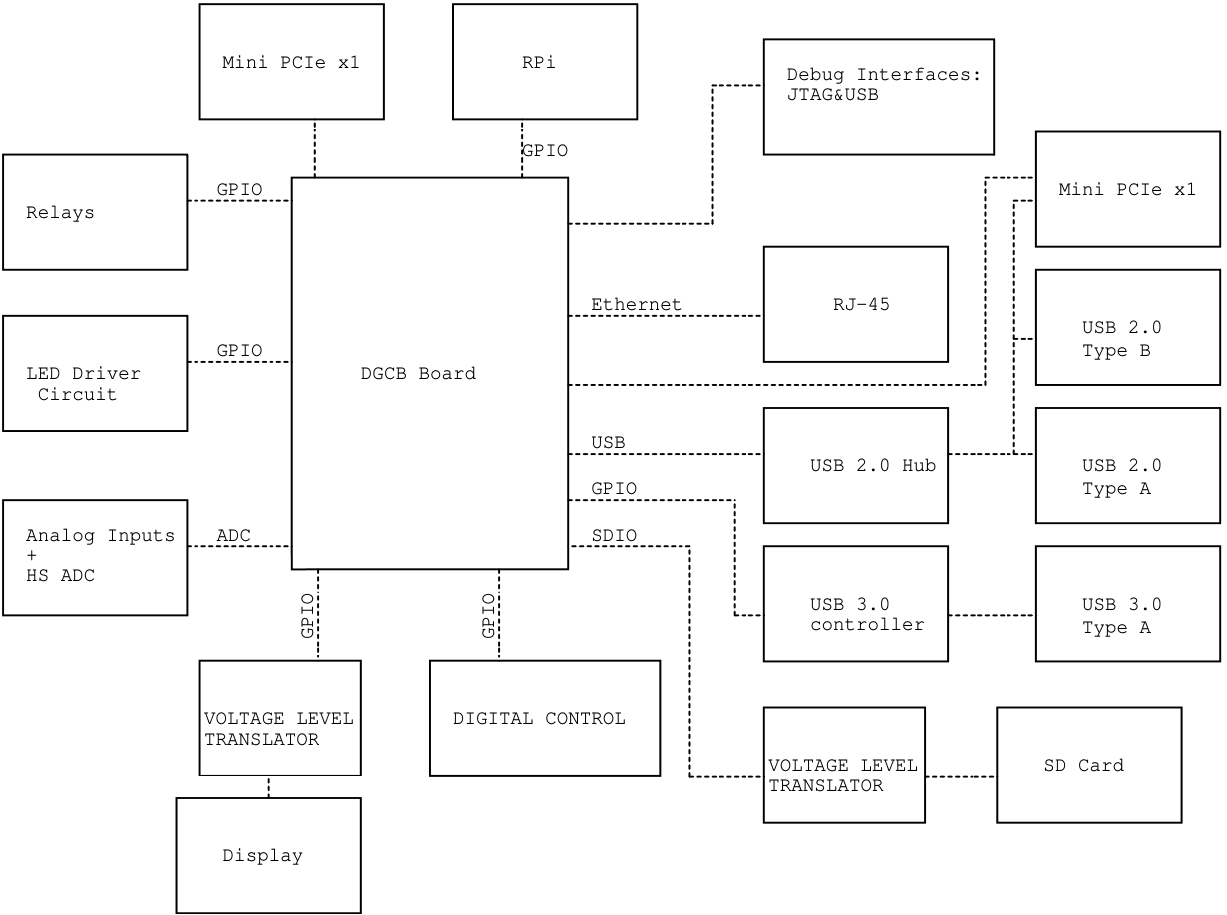 Mini PCIe x1
RPi
Debug Interfaces:
JTAG&USB
GPIO
Mini PCIe x1
GPIO
Relays
Ethernet
RJ-45
USB 2.0
Type B
GPIO
LED Driver
Circuit
DGCB Board
USB
USB 2.0 Hub
USB 2.0
Type A
GPIO
SDIO
Analog Inputs
+
HS ADC
ADC
USB 3.0
controller
USB 3.0
Type A
GPIO
GPIO
VOLTAGE LEVEL
TRANSLATOR
DIGITAL CONTROL
VOLTAGE LEVEL
TRANSLATOR
SD Card
Display